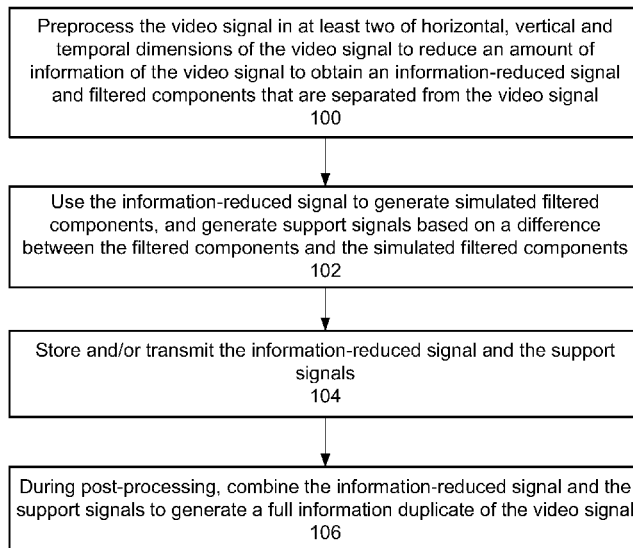 Preprocess the video signal in at least two of horizontal, vertical and
temporal dimensions of the video signal to reduce an amount of
information of the video signal to obtain an information-reduced signal
and filtered components that are separated from the video signal
100
Use the information-reduced signal to generate simulated filtered
components, and generate support signals based on a difference
between the filtered components and the simulated filtered components
102
Store and/or transmit the information-reduced signal and the support
signals
104
During post-processing, combine the information-reduced signal and the
support signals to generate a full information duplicate of the video signal
106